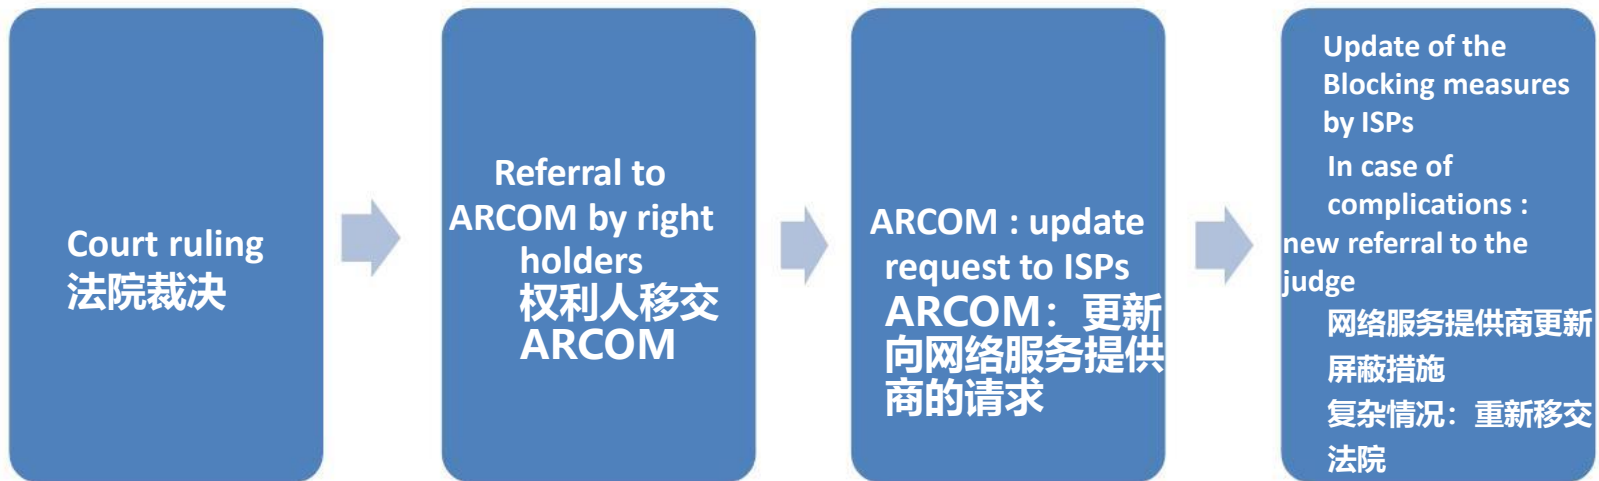 Court ruling
法院裁决
Referral to
ARCOM by right
holders
权利人移交
ARCOM
ARCOM : update
request to ISPs
ARCOM：更新
向网络服务提供
商的请求
Update of the
Blocking measures
by ISPs
In case of
complications :
new referral to the
judge
网络服务提供商更新
屏蔽措施
复杂情况：重新移交
法院